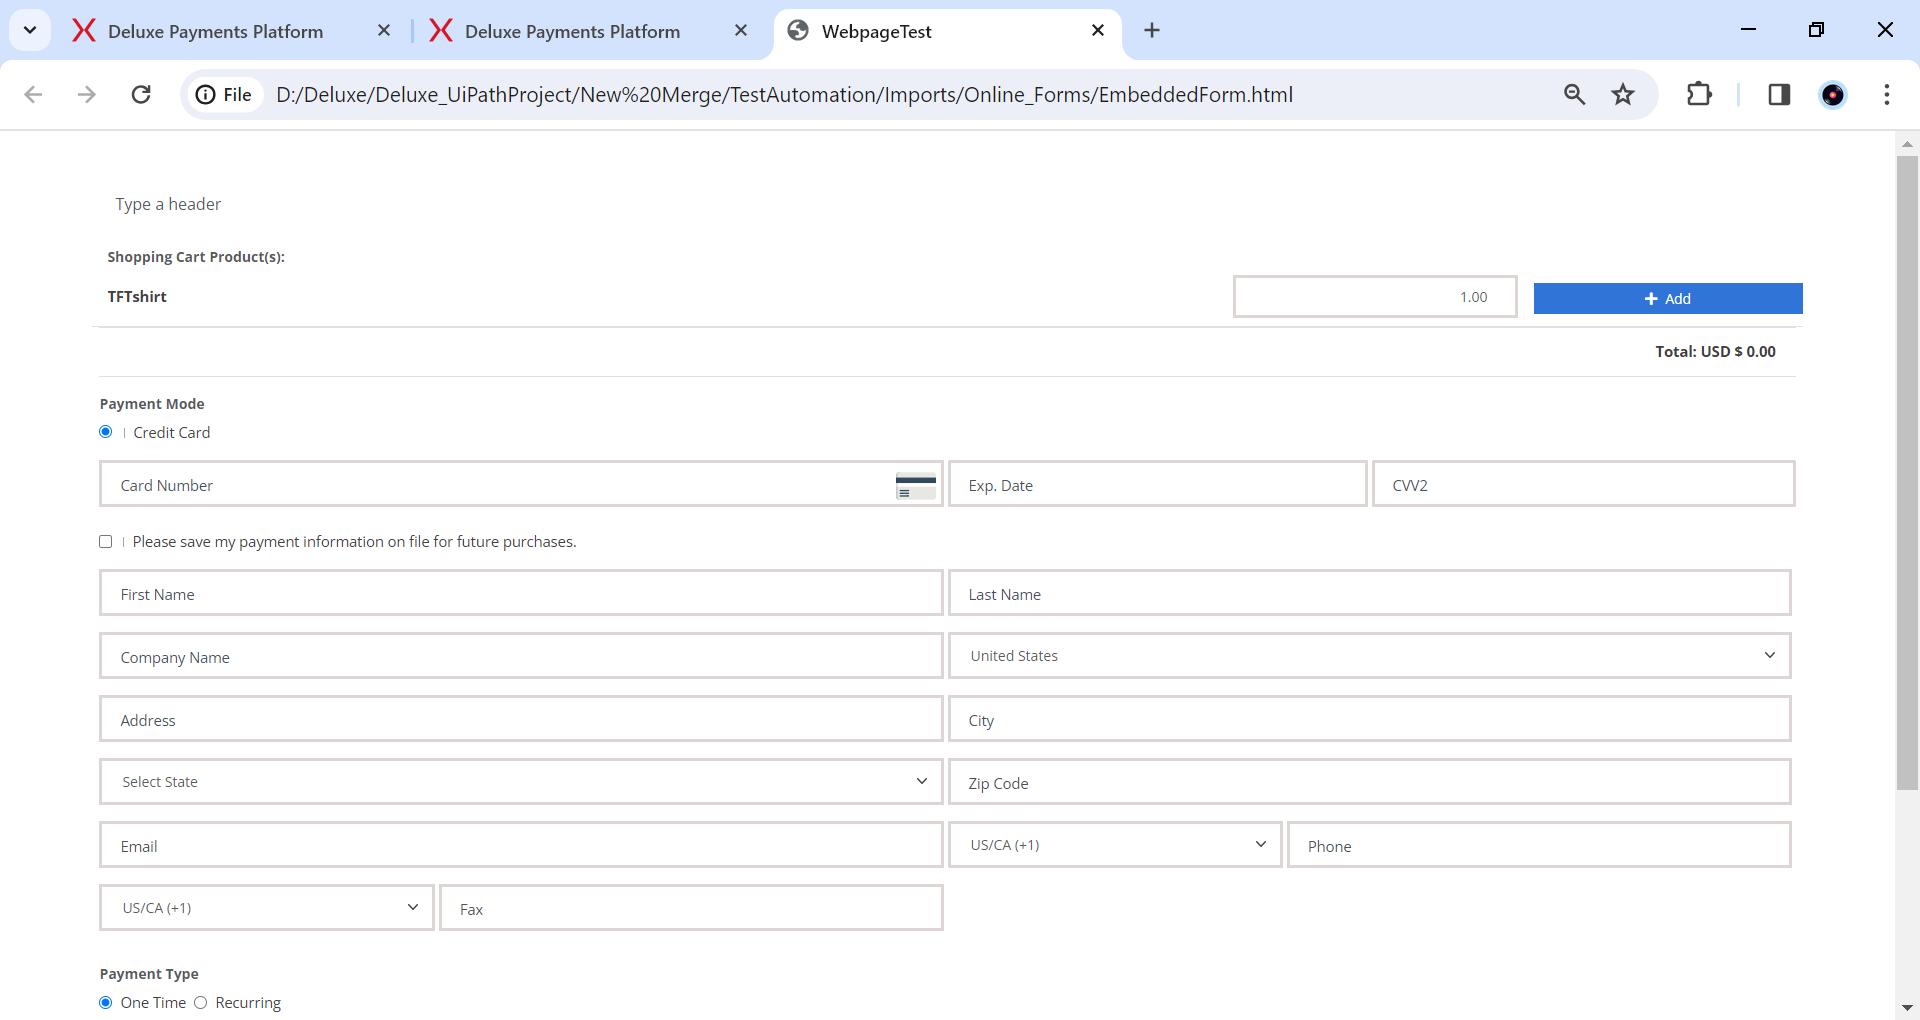 Deluxe Payments Platform
Deluxe Payments Platform
WebpageTest
File D:/Deluxe/Deluxe_UiPathProject/New%20Merge/TestAutomation/Imports/Online_Forms/EmbeddedForm.html
Type a header
Shopping Cart Product(s):
TFTshirt 1.00 + Add
Total: USD $ 0.00
Payment Mode
| Credit Card
Card Number Exp. Date CVV2
| Please save my payment information on file for future purchases.
First Name Last Name
Company Name United States
Address City
Select State Zip Code
Email US/CA (+1) Phone
US/CA (+1) Fax
Payment Type
One Time Recurring